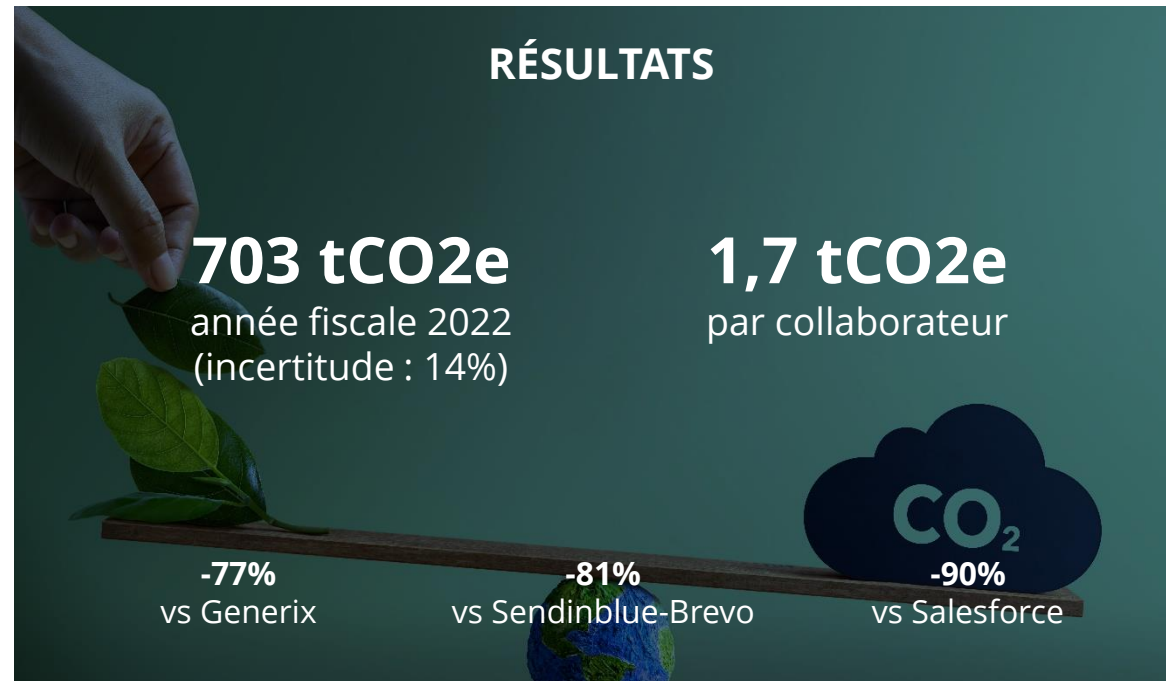 RÉSULTATS
703 tCO2e
année fiscale 2022
(incertitude : 14%)
1,7 tCO2e
par collaborateur
CO2
-77%
vs Generix
-81%
vs Sendinblue-Brevo
-90%
vs Salesforce